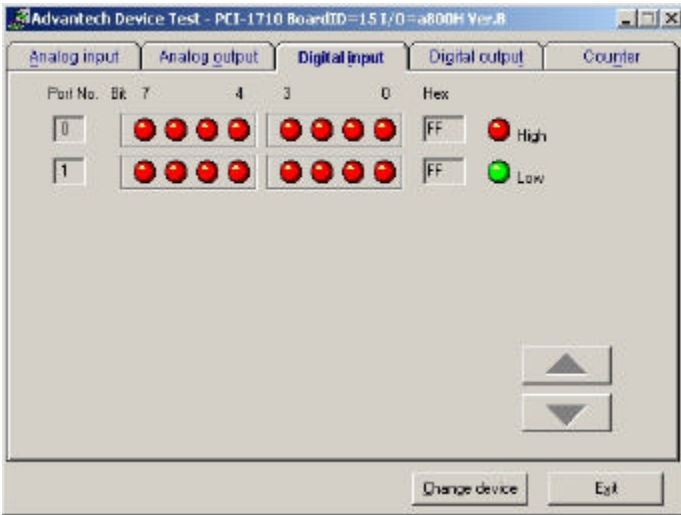 Advantech Device Test - PCI-1710 BoardID=15 I/O=a800H Ver.B
Analog input Analog output Digital input Digital output Counter
Port No. Bit 7 4 3 0 Hex
0 FF High
1 FF Low
Change device Exit